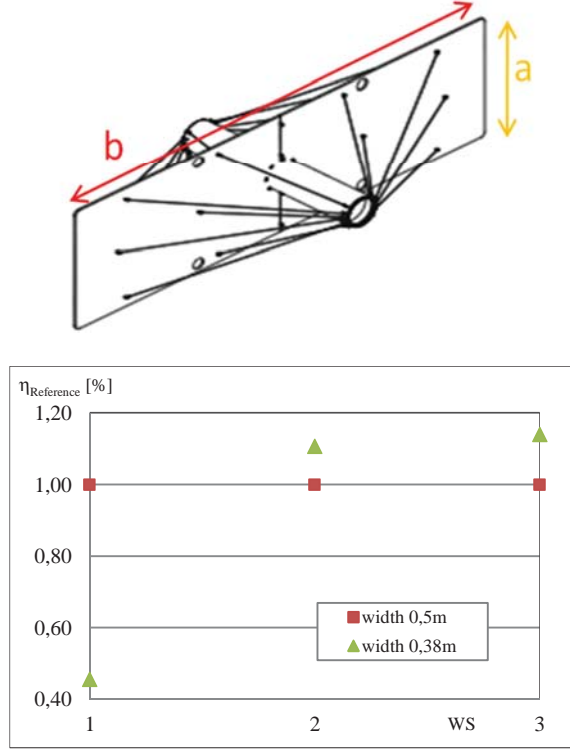 a
b
ηReference [%]
1,20
1,00
0,80
0,60
0,40
width 0,5m
width 0,38m
1 2 WS 3